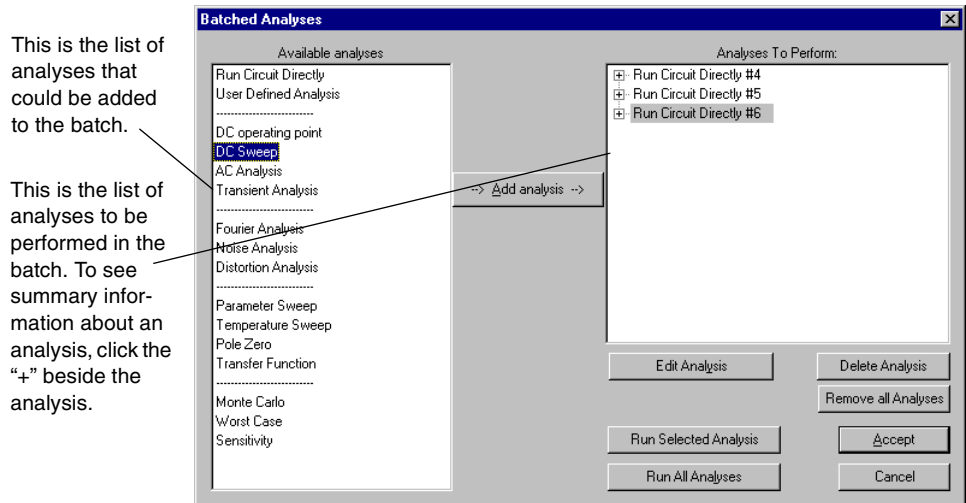 Batched Analyses
This is the list of
analyses that
could be added
to the batch.
This is the list of
analyses to be
performed in the
batch. To see
summary infor-
mation about an
analysis, click the
“+” beside the
analysis.
Available analyses
Run Circuit Directly
User Defined Analysis
----------------------------
DC operating point
DC Sweep
AC Analysis
Transient Analysis
----------------------------
Fourier Analysis
Noise Analysis
Distortion Analysis
----------------------------
Parameter Sweep
Temperature Sweep
Pole Zero
Transfer Function
----------------------------
Monte Carlo
Worst Case
Sensitivity
--> Add analysis -->
Analyses To Perform:
Run Circuit Directly #4
Run Circuit Directly #5
Run Circuit Directly #6
Edit Analysis
Delete Analysis
Remove all Analyses
Run Selected Analysis
Accept
Run All Analyses
Cancel